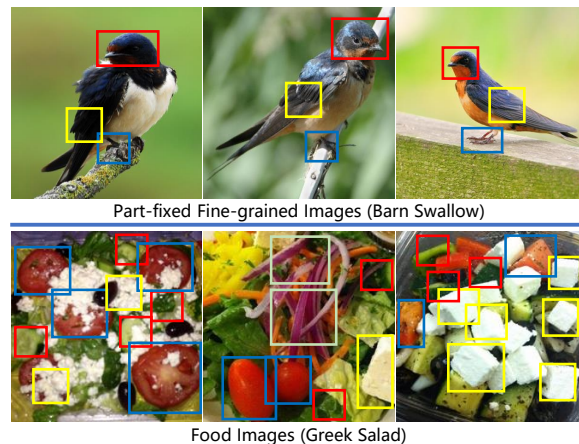 Part-fixed Fine-grained Images (Barn Swallow)
Food Images (Greek Salad)